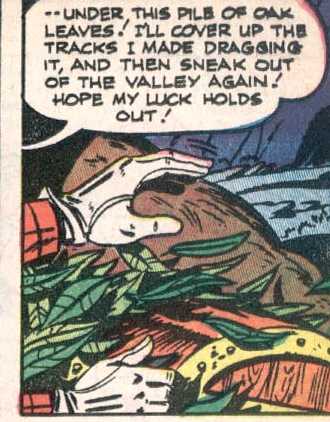 --UNDER, THIS PILE OF OAK
LEAVES! I'LL COVER UP THE
TRACKS I MADE DRAGGING
IT, AND THEN SNEAK OUT
OF THE VALLEY AGAIN!
HOPE MY LUCK HOLDS
OUT!